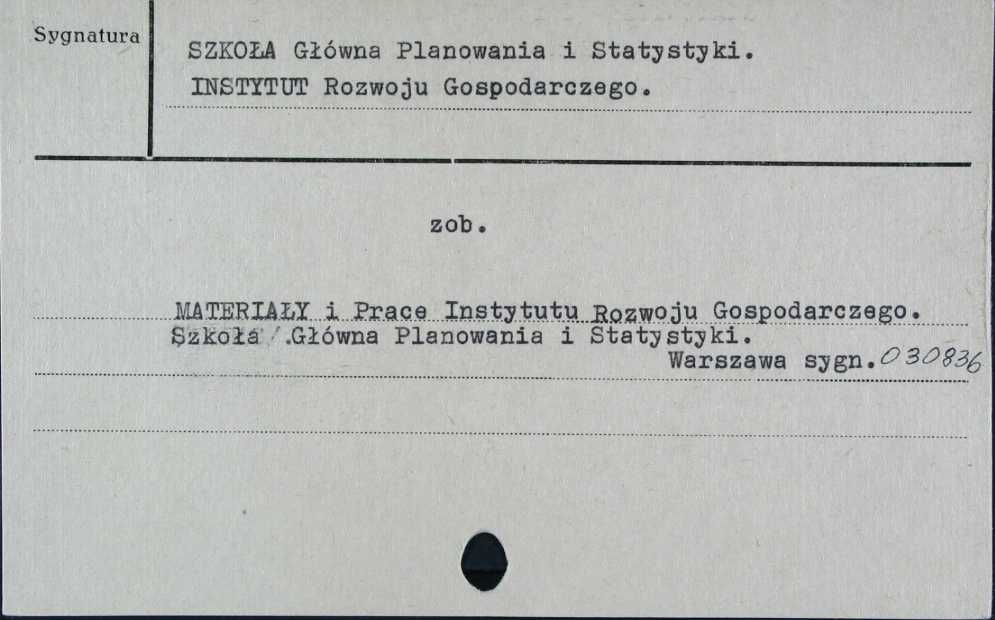 Sygnatura
SZKOŁA Główna Planowania i Statystyki.
INSTYTUT Rozwoju Gospodarczego.
zob.
MATERIAŁY i Prace Instytutu Rozwoju Gospodarczego.
Szkoła .Główna Planowania i Statystyki.
Warszawa sygn. 030836